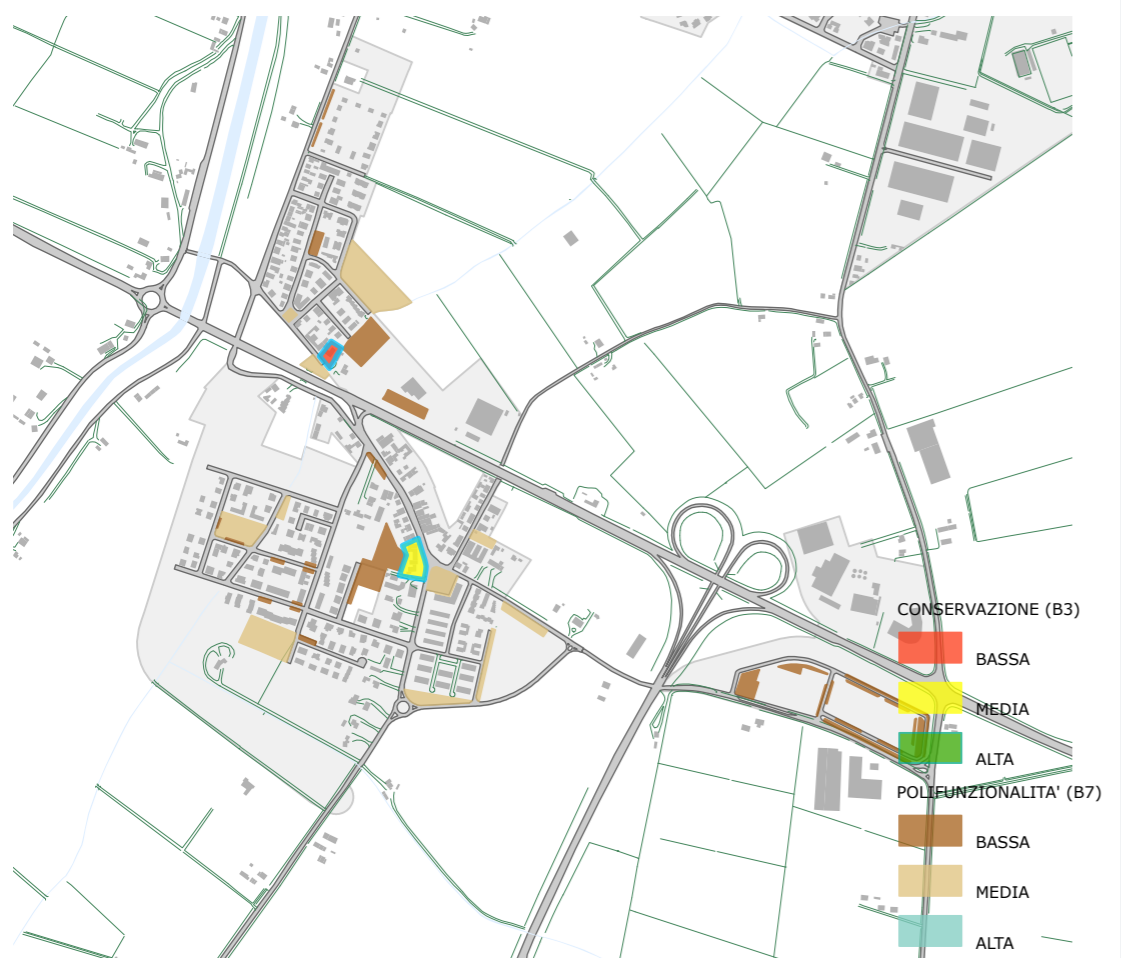 CONSERVAZIONE (B3)
BASSA
MEDIA
ALTA
POLIFUNZIONALITA' (B7)
BASSA
MEDIA
ALTA